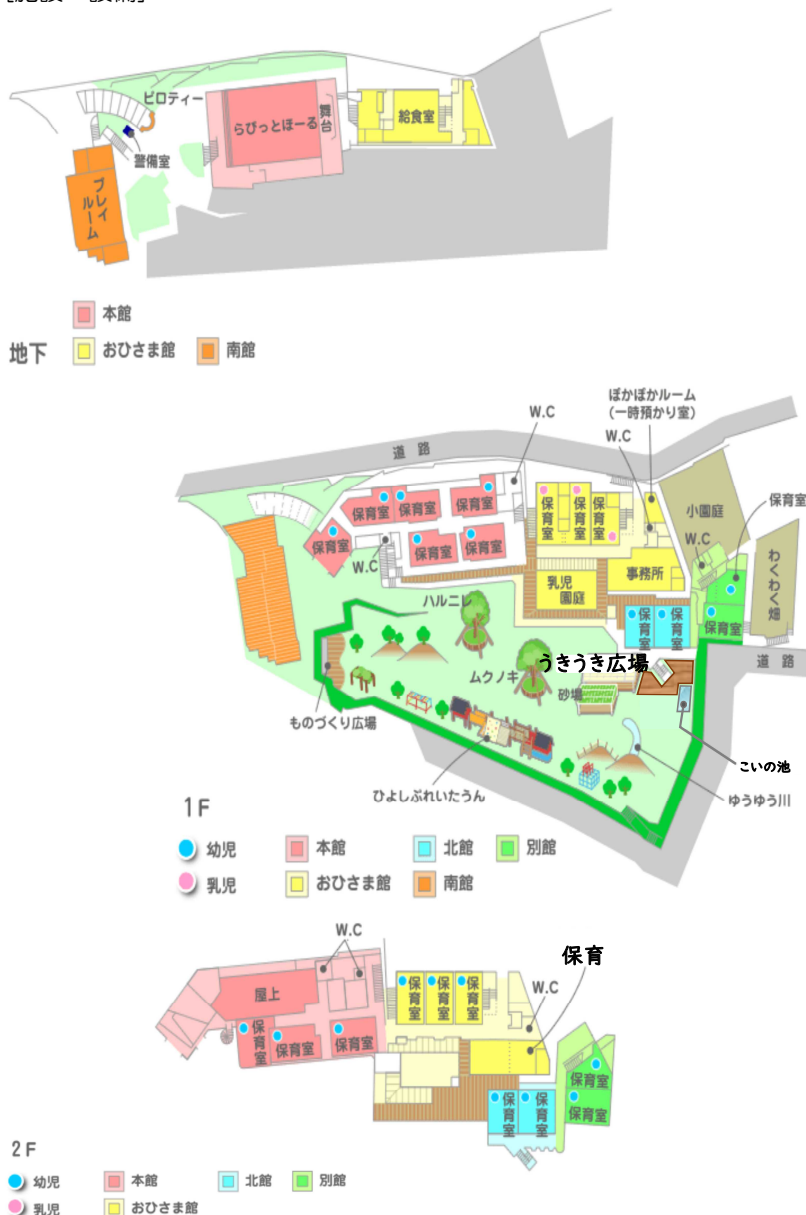 ピロティー
警備室
らびっとほーる
舞台
給食室
プレイルーム
本館
地下
おひさま館
南館
ぽかぽかルーム
(一時預かり室)
W.C
W.C
道路
保育室
保育室
保育室
保育室
保育室
保育室
W.C
保育室
保育室
保育室
小園庭
保育室
W.C
わくわく畑
乳児
園庭
事務所
保育室
保育室
保育室
ハルニレ
ムクノキ
うきうき広場
砂場
道路
ものづくり広場
ひよしぷれいたうん
こいの池
ゆうゆう川
1F
幼児
本館
北館
別館
乳児
おひさま館
南館
W.C
屋上
保育室
保育室
保育室
保育室
保育室
保育室
保育
W.C
保育室
保育室
保育室
保育室
2F
幼児
本館
北館
別館
乳児
おひさま館